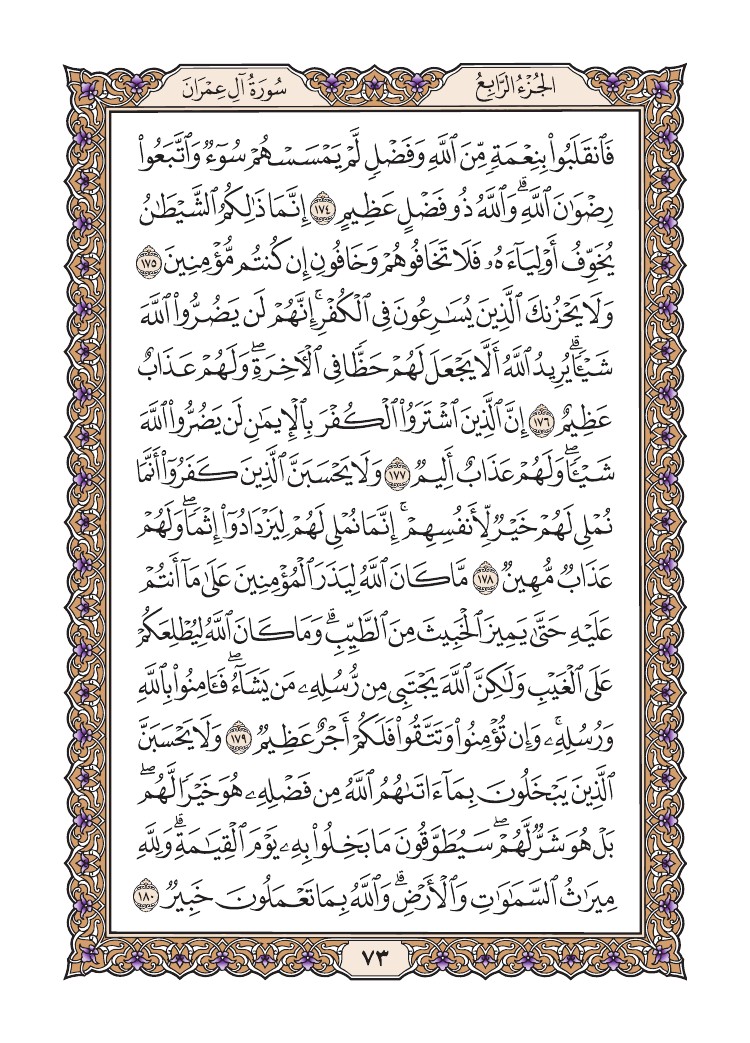 الجُزْءُ الرَّابِعُ
سُورَةُ آلِ عِمْرَانَ
فَٱنقَلَبُوا۟ بِنِعْمَةٍ مِّنَ ٱللَّهِ وَفَضْلٍ لَّمْ يَمْسَسْهُمْ سُوٓءٌ وَٱتَّبَعُوا۟
رِضْوَٰنَ ٱللَّهِ ۗ وَٱللَّهُ ذُو فَضْلٍ عَظِيمٍ ١٧٤ إِنَّمَا ذَٰلِكُمُ ٱلشَّيْطَٰنُ
يُخَوِّفُ أَوْلِيَآءَهُۥ فَلَا تَخَافُوهُمْ وَخَافُونِ إِن كُنتُم مُّؤْمِنِينَ ١٧٥
وَلَا يَحْزُنكَ ٱلَّذِينَ يُسَٰرِعُونَ فِى ٱلْكُفْرِ ۚ إِنَّهُمْ لَن يَضُرُّوا۟ ٱللَّهَ
شَيْـًٔا ۗ يُرِيدُ ٱللَّهُ أَلَّا يَجْعَلَ لَهُمْ حَظًّا فِى ٱلْءَاخِرَةِ ۖ وَلَهُمْ عَذَابٌ
عَظِيمٌ ١٧٦ إِنَّ ٱلَّذِينَ ٱشْتَرَوُا۟ ٱلْكُفْرَ بِٱلْإِيمَٰنِ لَن يَضُرُّوا۟ ٱللَّهَ
شَيْـًٔا ۖ وَلَهُمْ عَذَابٌ أَلِيمٌ ١٧٧ وَلَا يَحْسَبَنَّ ٱلَّذِينَ كَفَرُوٓا۟ أَنَّمَا
نُمْلِى لَهُمْ خَيْرٌ لِّأَنفُسِهِمْ ۚ إِنَّمَا نُمْلِى لَهُمْ لِيَزْدَادُوٓا۟ إِثْمًا ۖ وَلَهُمْ
عَذَابٌ مُّهِينٌ ١٧٨ مَّا كَانَ ٱللَّهُ لِيَذَرَ ٱلْمُؤْمِنِينَ عَلَىٰ مَآ أَنتُمْ
عَلَيْهِ حَتَّىٰ يَمِيزَ ٱلْخَبِيثَ مِنَ ٱلطَّيِّبِ ۗ وَمَا كَانَ ٱللَّهُ لِيُطْلِعَكُمْ
عَلَى ٱلْغَيْبِ وَلَٰكِنَّ ٱللَّهَ يَجْتَبِى مِن رُّسُلِهِۦ مَن يَشَآءُ ۖ فَـَٔامِنُوا۟ بِٱللَّهِ
وَرُسُلِهِۦ ۚ وَإِن تُؤْمِنُوا۟ وَتَتَّقُوا۟ فَلَكُمْ أَجْرٌ عَظِيمٌ ١٧٩ وَلَا يَحْسَبَنَّ
ٱلَّذِينَ يَبْخَلُونَ بِمَآ ءَاتَىٰهُمُ ٱللَّهُ مِن فَضْلِهِۦ هُوَ خَيْرًا لَّهُم ۖ
بَلْ هُوَ شَرٌّ لَّهُمْ ۖ سَيُطَوَّقُونَ مَا بَخِلُوا۟ بِهِۦ يَوْمَ ٱلْقِيَٰمَةِ ۗ وَلِلَّهِ
مِيرَٰثُ ٱلسَّمَٰوَٰتِ وَٱلْأَرْضِ ۗ وَٱللَّهُ بِمَا تَعْمَلُونَ خَبِيرٌ ١٨٠
٧٣